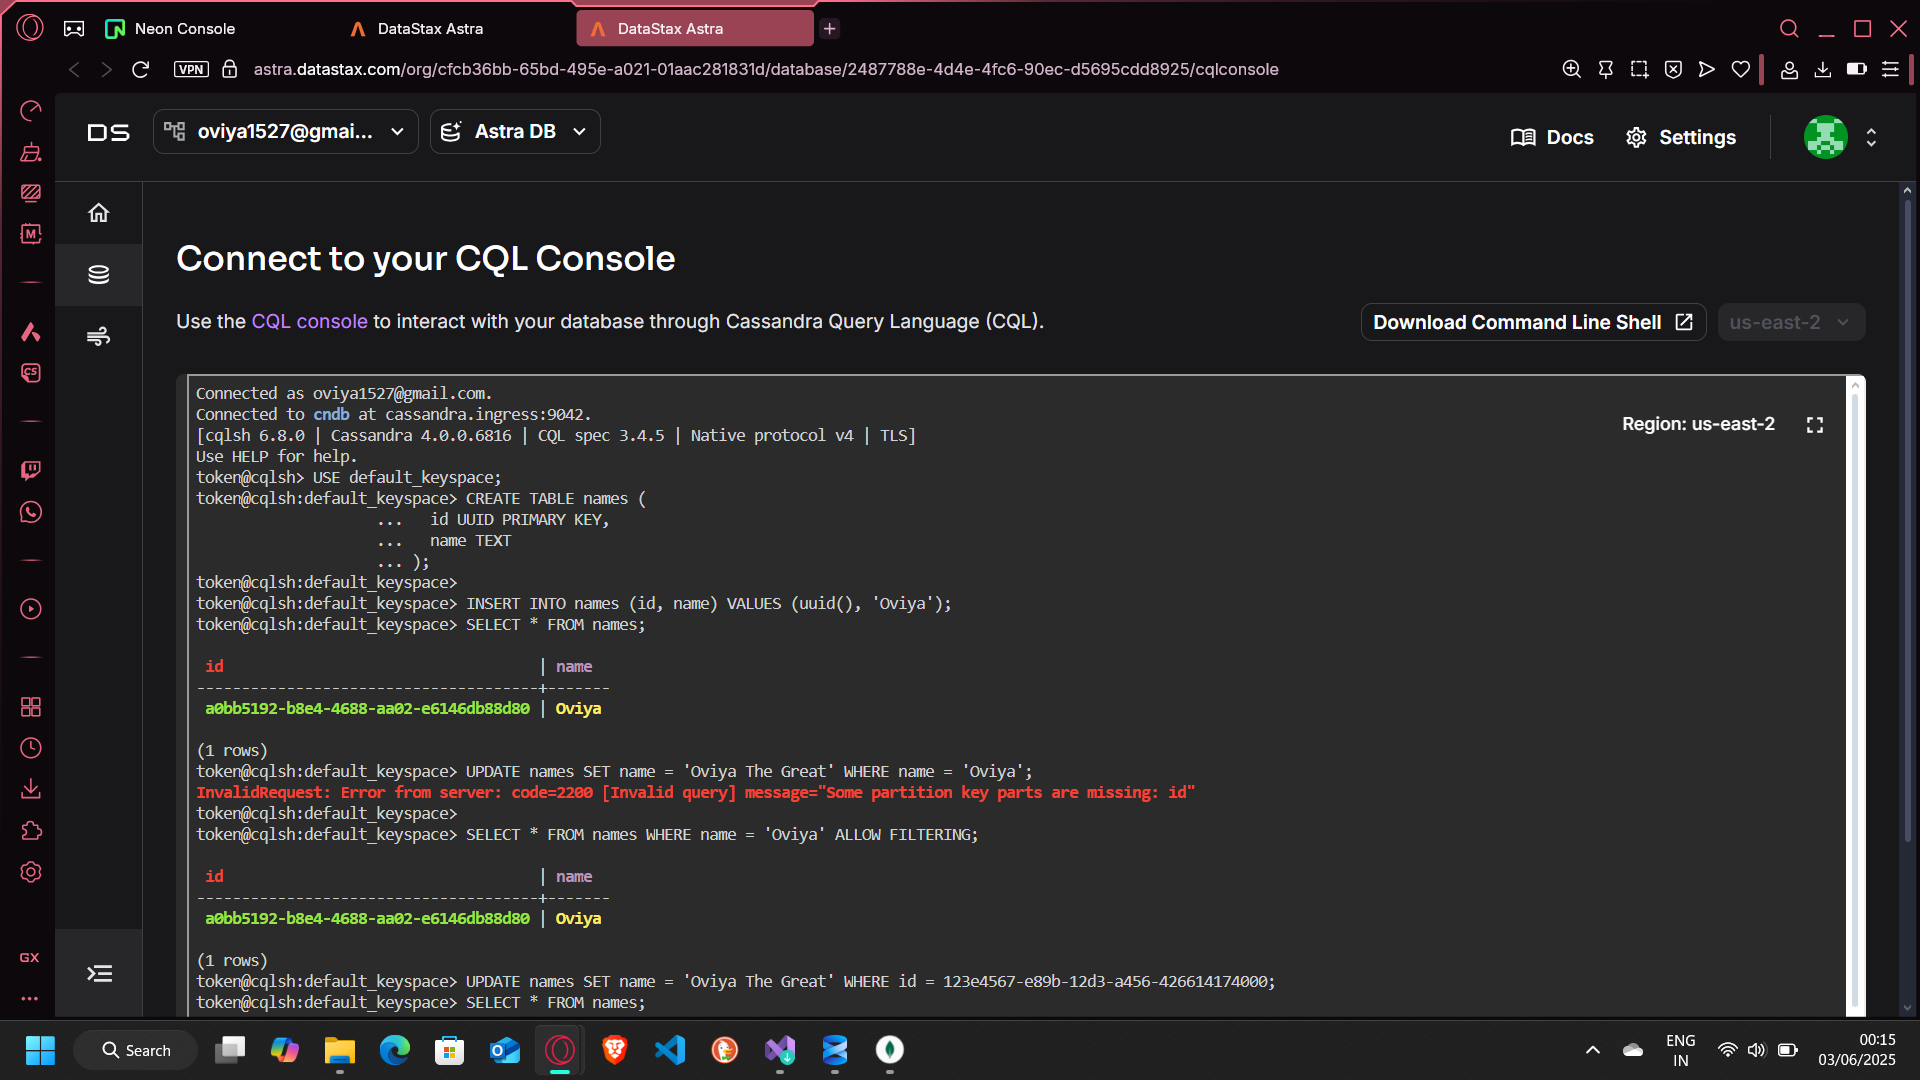 Neon Console
DataStax Astra
DataStax Astra
VPN
astra.datastax.com/org/cfcb36bb-65bd-495e-a021-01aac281831d/database/2487788e-4d4e-4fc6-90ec-d5695cdd8925/cqlconsole
DS
oviya1527@gmai...
Astra DB
Docs
Settings
M
CS
GX
Connect to your CQL Console
Use the CQL console to interact with your database through Cassandra Query Language (CQL).
Download Command Line Shell
us-east-2
Region: us-east-2
Connected as oviya1527@gmail.com.
Connected to cndb at cassandra.ingress:9042.
[cqlsh 6.8.0 | Cassandra 4.0.0.6816 | CQL spec 3.4.5 | Native protocol v4 | TLS]
Use HELP for help.
token@cqlsh> USE default_keyspace;
token@cqlsh:default_keyspace> CREATE TABLE names (
...   id UUID PRIMARY KEY,
...   name TEXT
... );
token@cqlsh:default_keyspace>
token@cqlsh:default_keyspace> INSERT INTO names (id, name) VALUES (uuid(), 'Oviya');
token@cqlsh:default_keyspace> SELECT * FROM names;
id | name
--------------------------------------+-------
a0bb5192-b8e4-4688-aa02-e6146db88d80 | Oviya
(1 rows)
token@cqlsh:default_keyspace> UPDATE names SET name = 'Oviya The Great' WHERE name = 'Oviya';
InvalidRequest: Error from server: code=2200 [Invalid query] message="Some partition key parts are missing: id"
token@cqlsh:default_keyspace>
token@cqlsh:default_keyspace> SELECT * FROM names WHERE name = 'Oviya' ALLOW FILTERING;
id | name
--------------------------------------+-------
a0bb5192-b8e4-4688-aa02-e6146db88d80 | Oviya
(1 rows)
token@cqlsh:default_keyspace> UPDATE names SET name = 'Oviya The Great' WHERE id = 123e4567-e89b-12d3-a456-426614174000;
token@cqlsh:default_keyspace> SELECT * FROM names;
Search
ENG
IN
00:15
03/06/2025